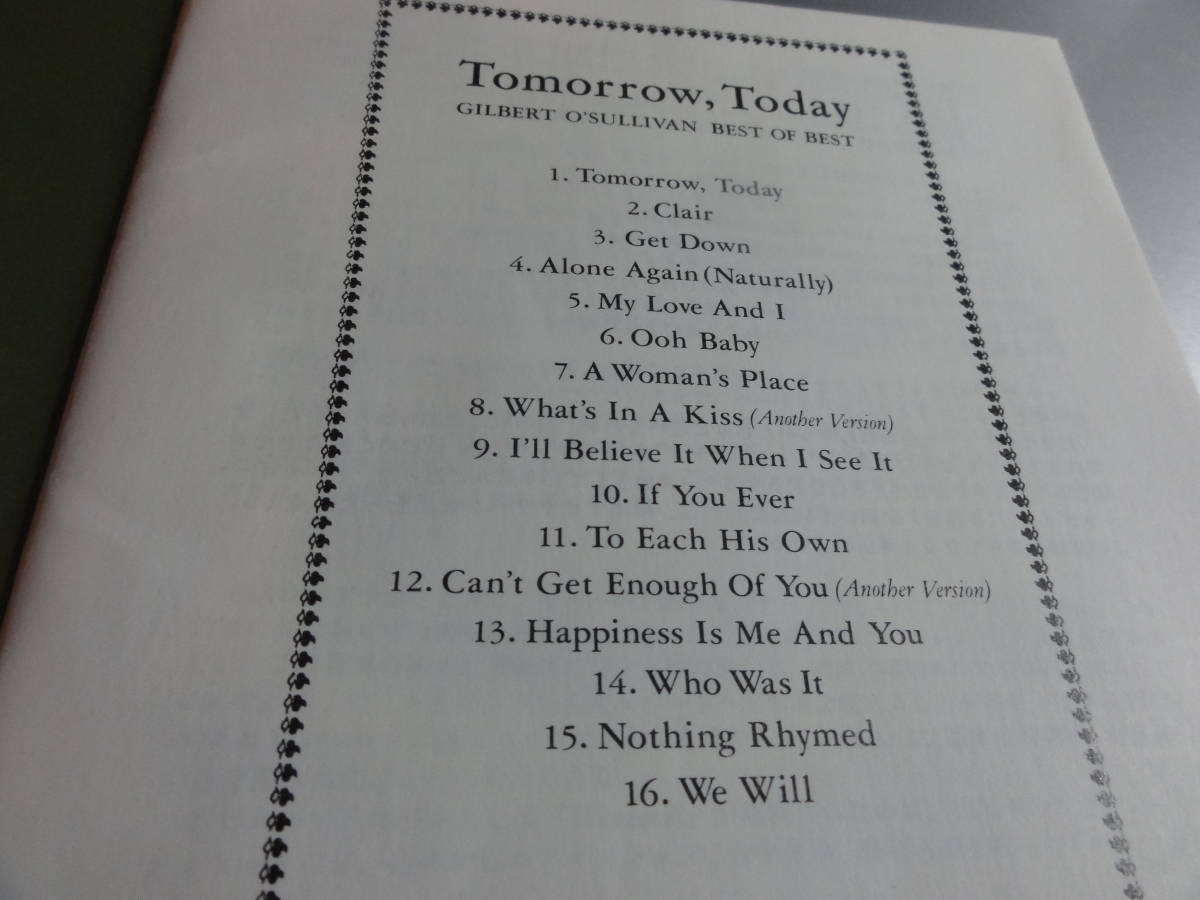 Tomorrow, Today
GILBERT O'SULLIVAN BEST OF BEST
1. Tomorrow, Today
2. Clair
3. Get Down
4. Alone Again (Naturally)
5. My Love And I
6. Ooh Baby
7. A Woman's Place
8. What's In A Kiss (Another Version)
9. I'll Believe It When I See It
10. If You Ever
11. To Each His Own
12. Can't Get Enough Of You (Another Version)
13. Happiness Is Me And You
14. Who Was It
15. Nothing Rhymed
16. We Will